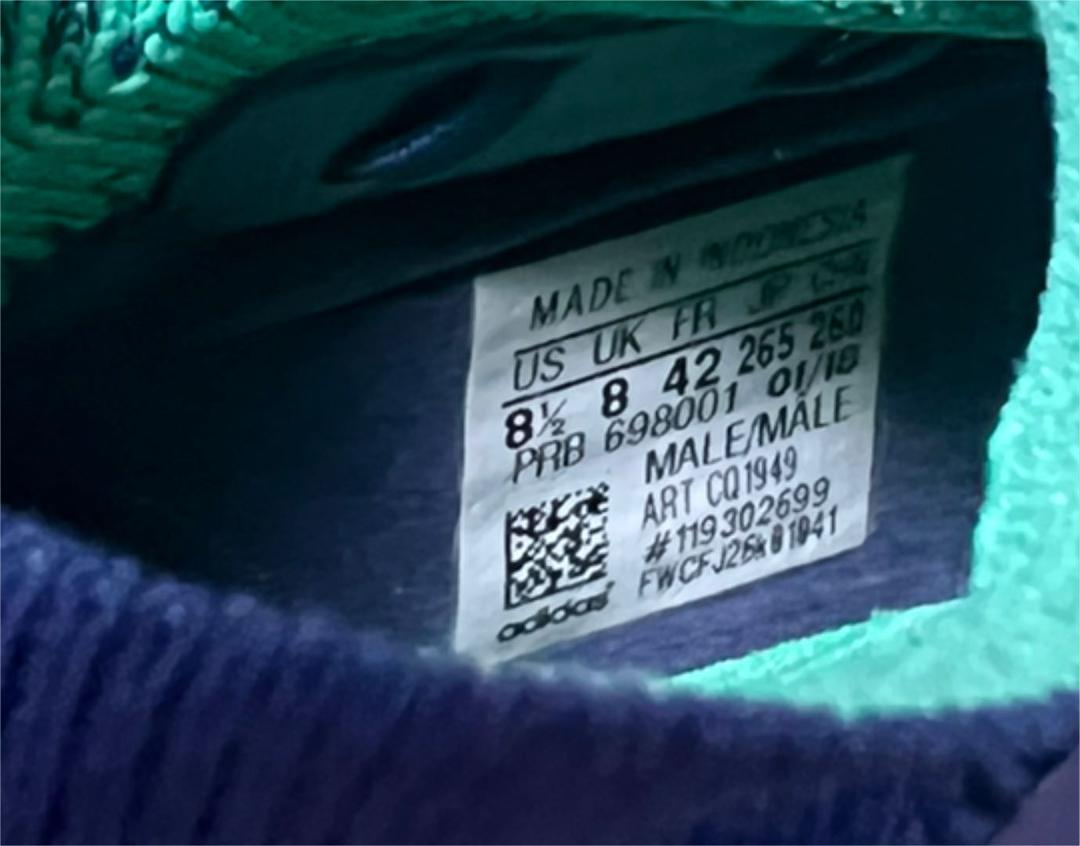 MADE IN INDONESIA
US UK FR JP CHN
8½ 8 42 265 260
PRB 698001 01/18
MALE/MÂLE
ART CQ1949
#119302699
adidas